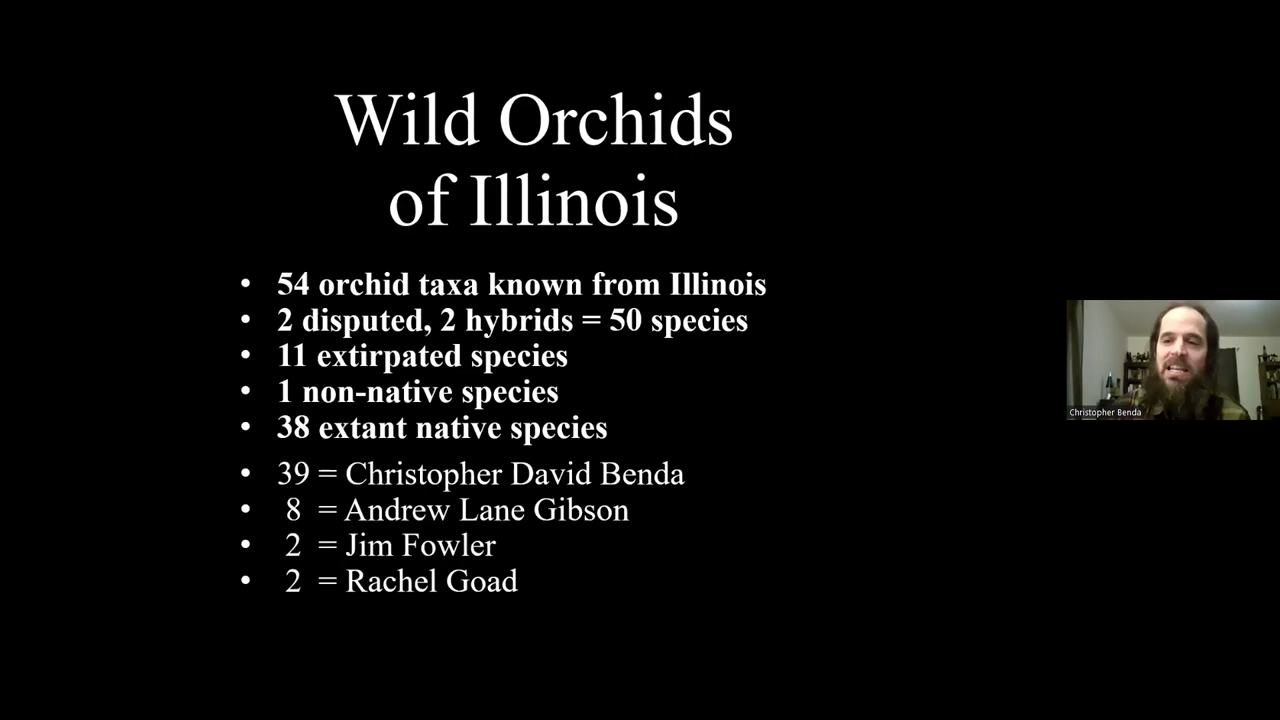 Wild Orchids
of Illinois
• 54 orchid taxa known from Illinois
• 2 disputed, 2 hybrids = 50 species
• 11 extirpated species
• 1 non-native species
• 38 extant native species
• 39 = Christopher David Benda
• 8 = Andrew Lane Gibson
• 2 = Jim Fowler
• 2 = Rachel Goad
Christopher Benda